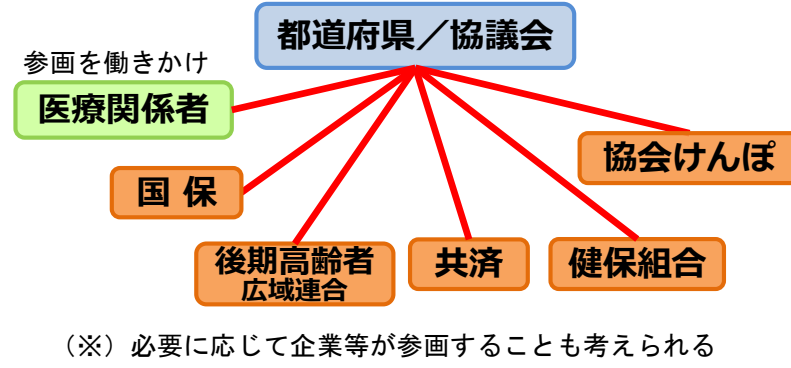 都道府県／協議会
参画を働きかけ
医療関係者
協会けんぽ
国 保
後期高齢者
広域連合
共済
健保組合
（※）必要に応じて企業等が参画することも考えられる